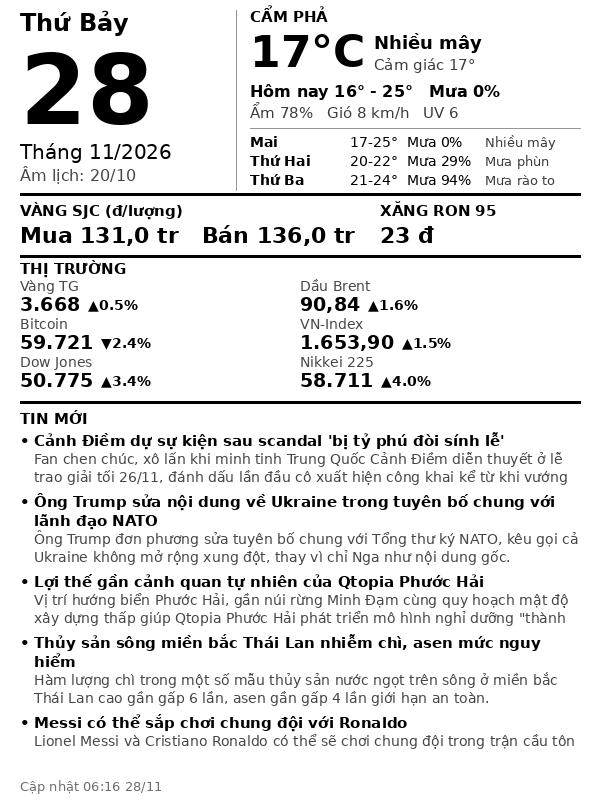 Thứ Bảy
28
Tháng 11/2026
Âm lịch: 20/10
CẨM PHẢ
17°C Nhiều mây
Cảm giác 17°
Hôm nay 16° - 25° Mưa 0%
Ẩm 78% Gió 8 km/h UV 6
Mai 17-25° Mưa 0% Nhiều mây
Thứ Hai 20-22° Mưa 29% Mưa phùn
Thứ Ba 21-24° Mưa 94% Mưa rào to
VÀNG SJC (đ/lượng) XĂNG RON 95
Mua 131,0 tr Bán 136,0 tr 23 đ
THỊ TRƯỜNG
Vàng TG Dầu Brent
3.668 ▲0.5% 90,84 ▲1.6%
Bitcoin VN-Index
59.721 ▼2.4% 1.653,90 ▲1.5%
Dow Jones Nikkei 225
50.775 ▲3.4% 58.711 ▲4.0%
TIN MỚI
• Cảnh Điềm dự sự kiện sau scandal 'bị tỷ phú đòi sính lễ'
Fan chen chúc, xô lấn khi minh tinh Trung Quốc Cảnh Điềm diễn thuyết ở lễ
trao giải tối 26/11, đánh dấu lần đầu cô xuất hiện công khai kể từ khi vướng
• Ông Trump sửa nội dung về Ukraine trong tuyên bố chung với
lãnh đạo NATO
Ông Trump đơn phương sửa tuyên bố chung với Tổng thư ký NATO, kêu gọi cả
Ukraine không mở rộng xung đột, thay vì chỉ Nga như nội dung gốc.
• Lợi thế gần cảnh quan tự nhiên của Qtopia Phước Hải
Vị trí hướng biển Phước Hải, gần núi rừng Minh Đạm cùng quy hoạch mật độ
xây dựng thấp giúp Qtopia Phước Hải phát triển mô hình nghỉ dưỡng "thành
• Thủy sản sông miền bắc Thái Lan nhiễm chì, asen mức nguy
hiểm
Hàm lượng chì trong một số mẫu thủy sản nước ngọt trên sông ở miền bắc
Thái Lan cao gần gấp 6 lần, asen gần gấp 4 lần giới hạn an toàn.
• Messi có thể sắp chơi chung đội với Ronaldo
Lionel Messi và Cristiano Ronaldo có thể sẽ chơi chung đội trong trận cầu tôn
Cập nhật 06:16 28/11